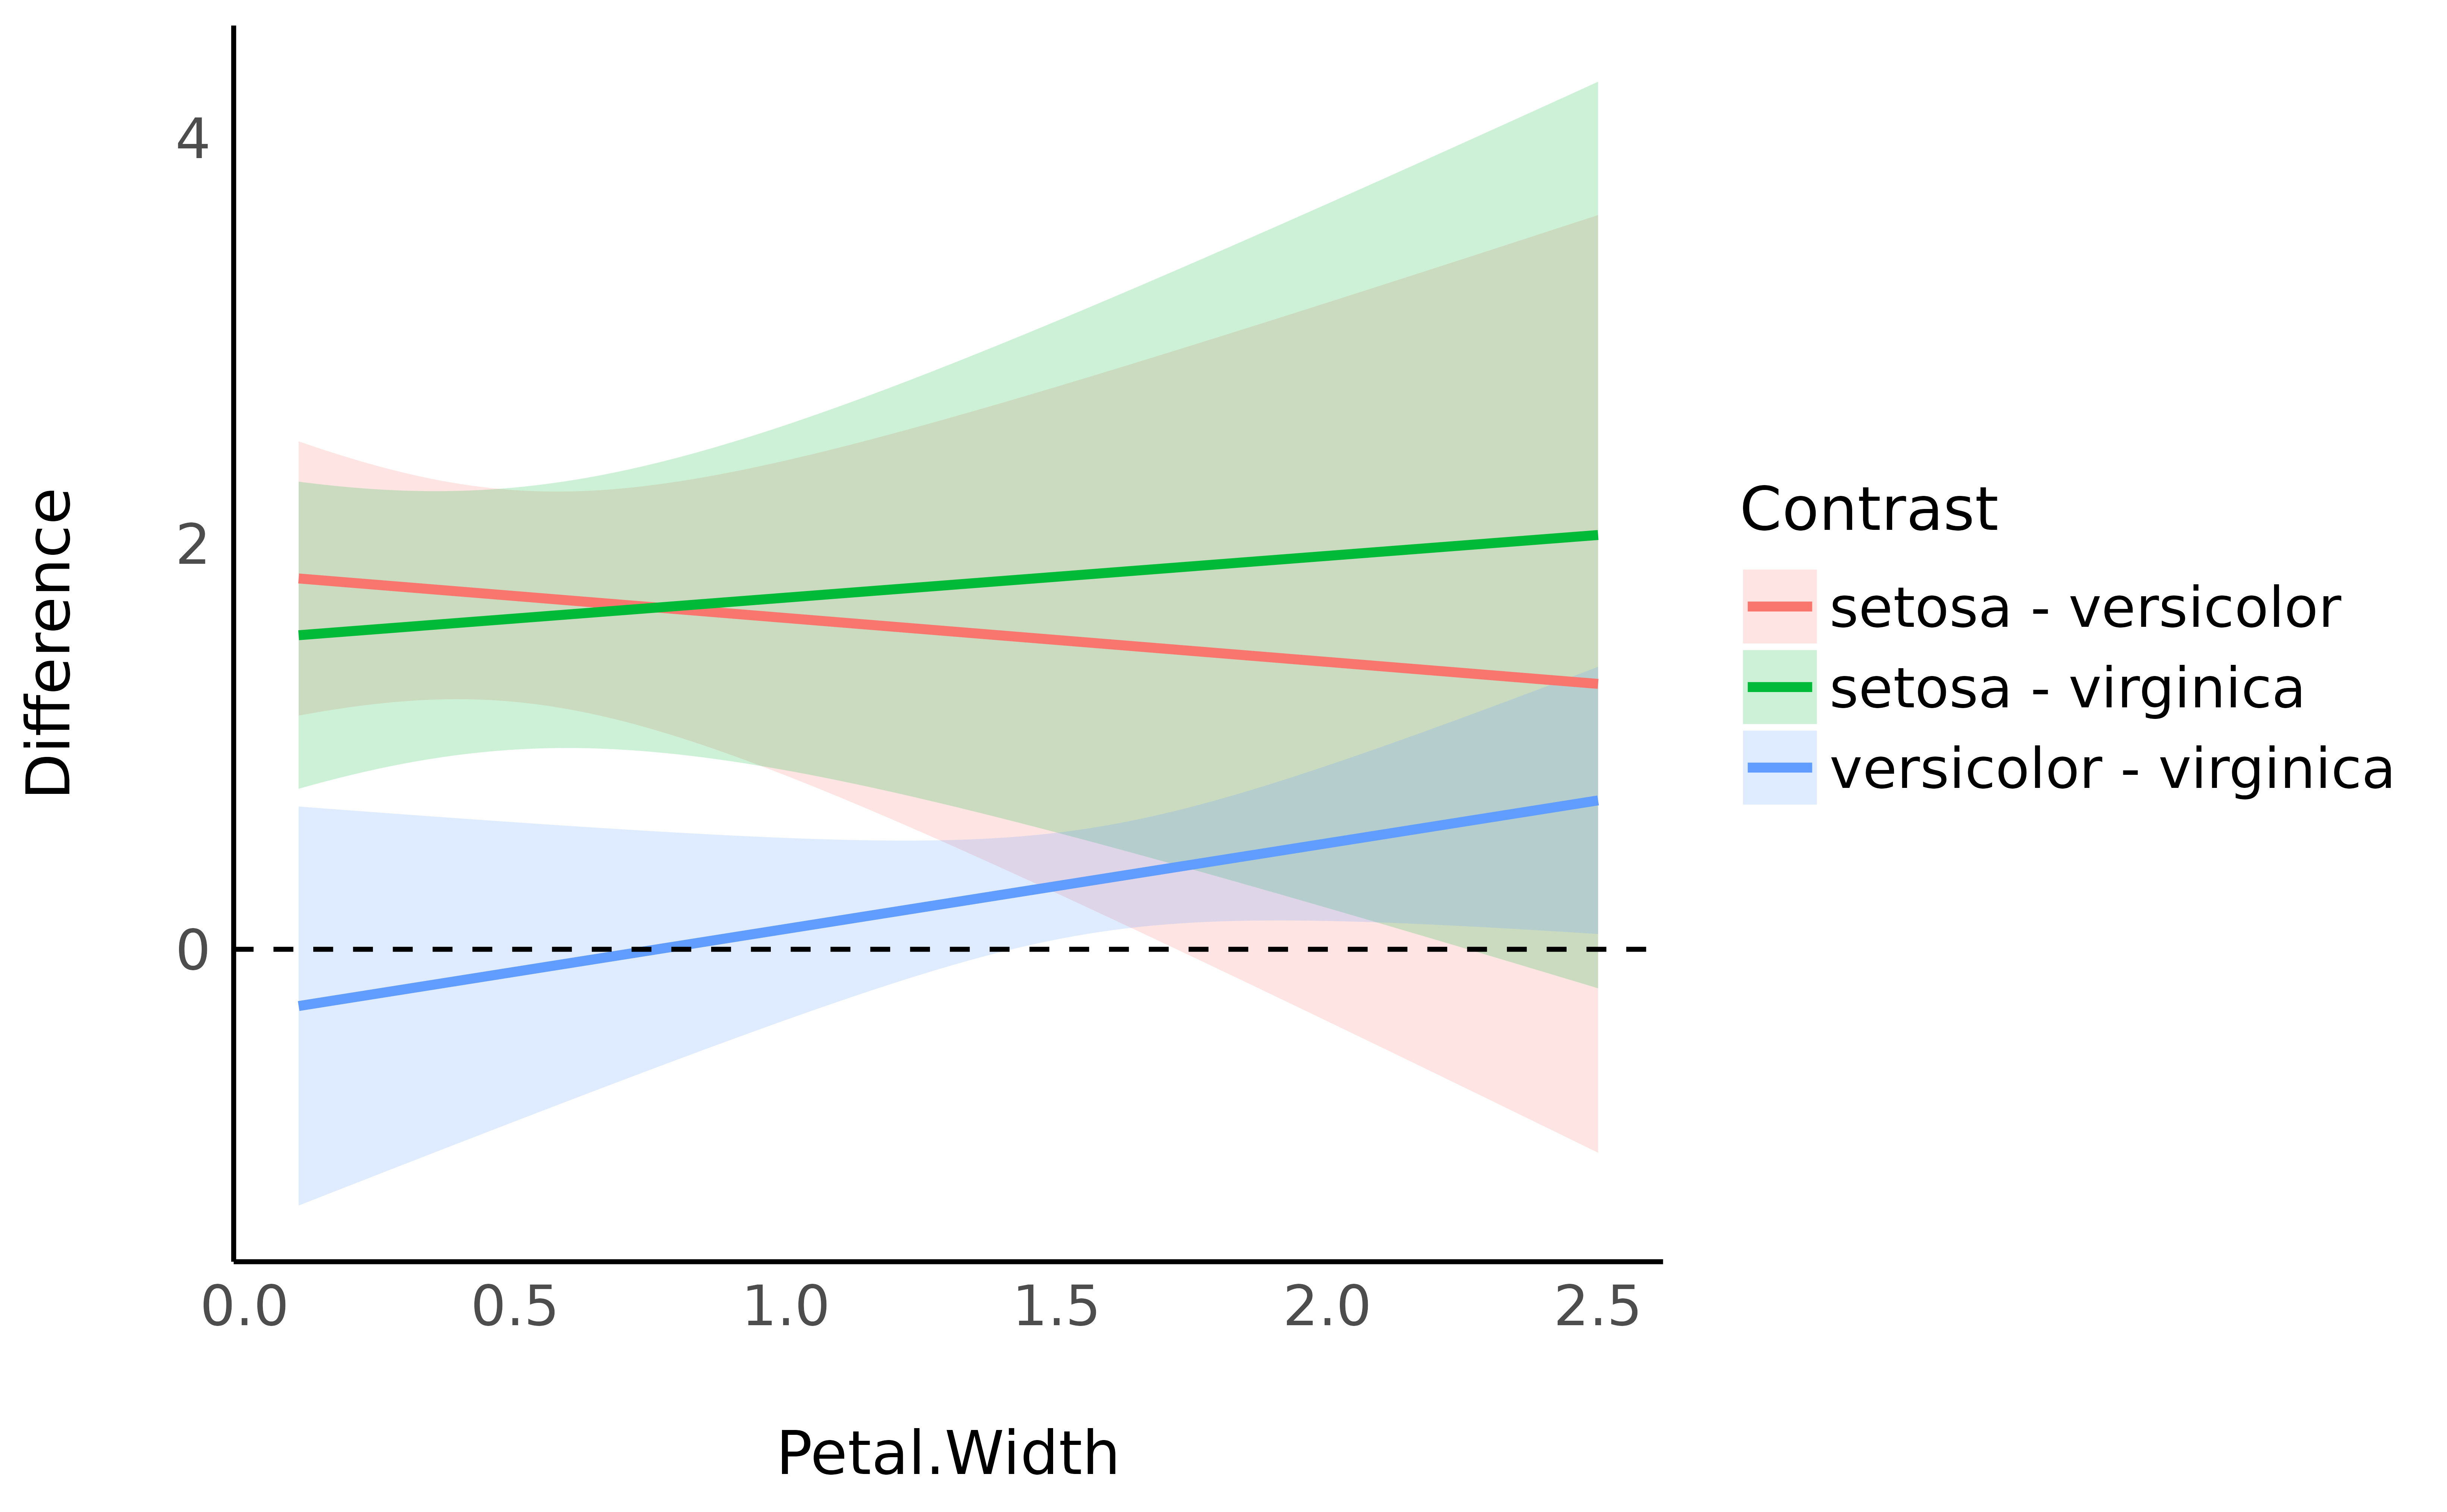 Difference
4
2
0
0.0 0.5 1.0 1.5 2.0 2.5
Petal.Width
Contrast
setosa - versicolor
setosa - virginica
versicolor - virginica